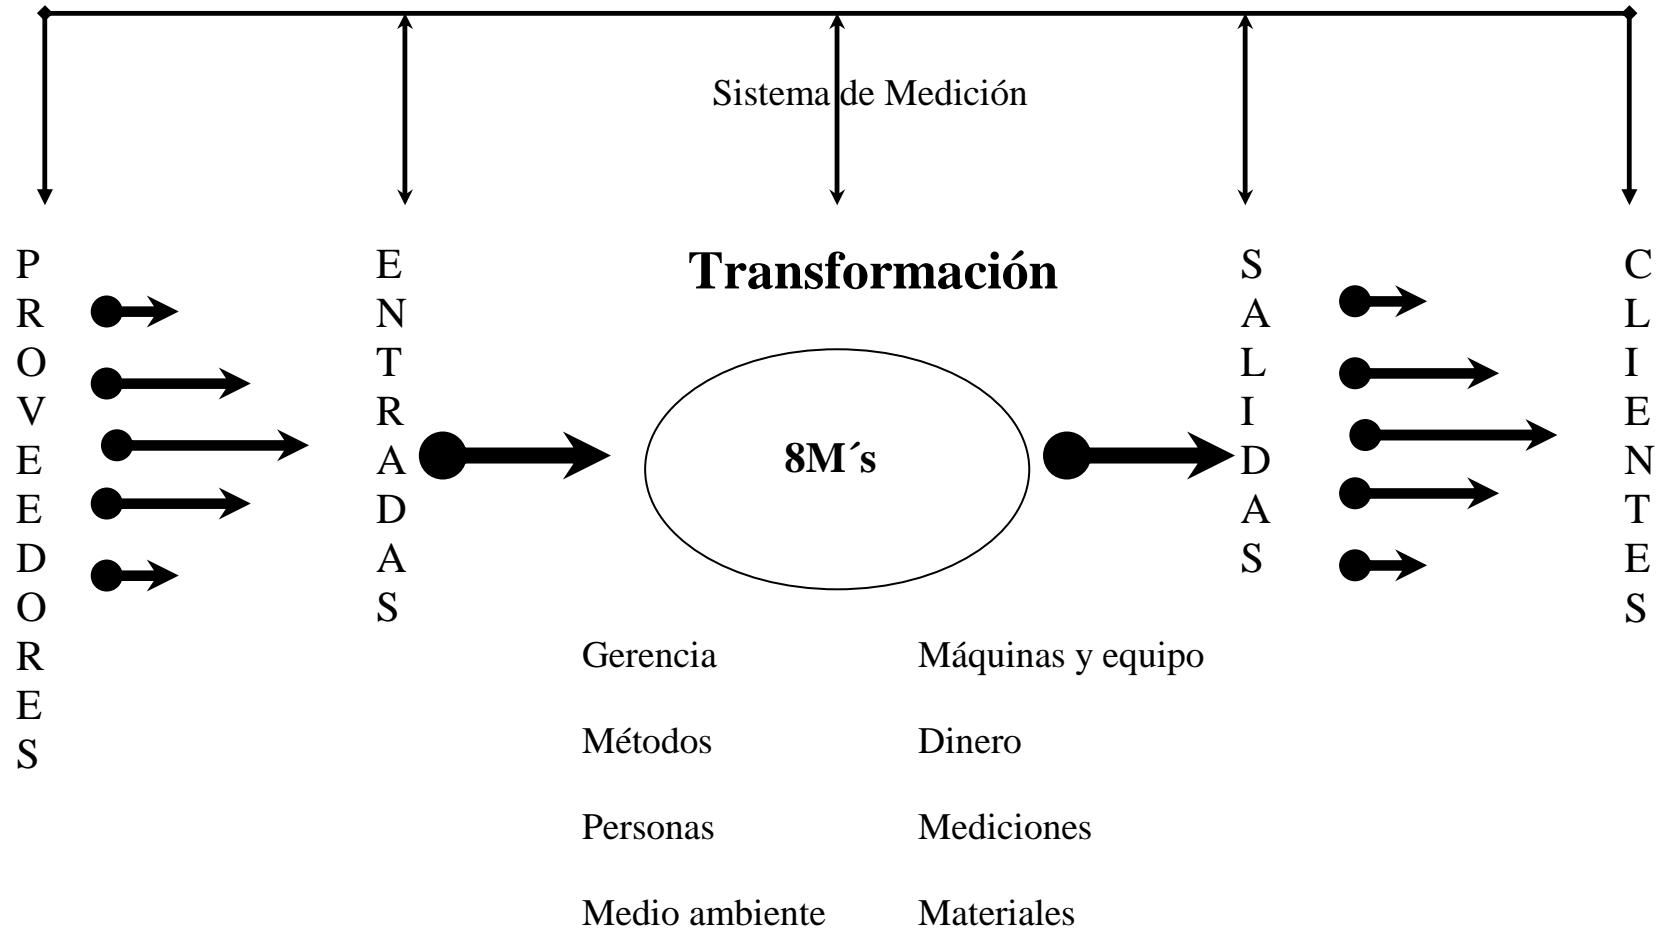 Sistema de Medición
PROVEEDORES
ENTRADAS
Transformación
8M´s
SALIDAS
CLIENTES
Gerencia
Máquinas y equipo
Métodos
Dinero
Personas
Mediciones
Medio ambiente
Materiales